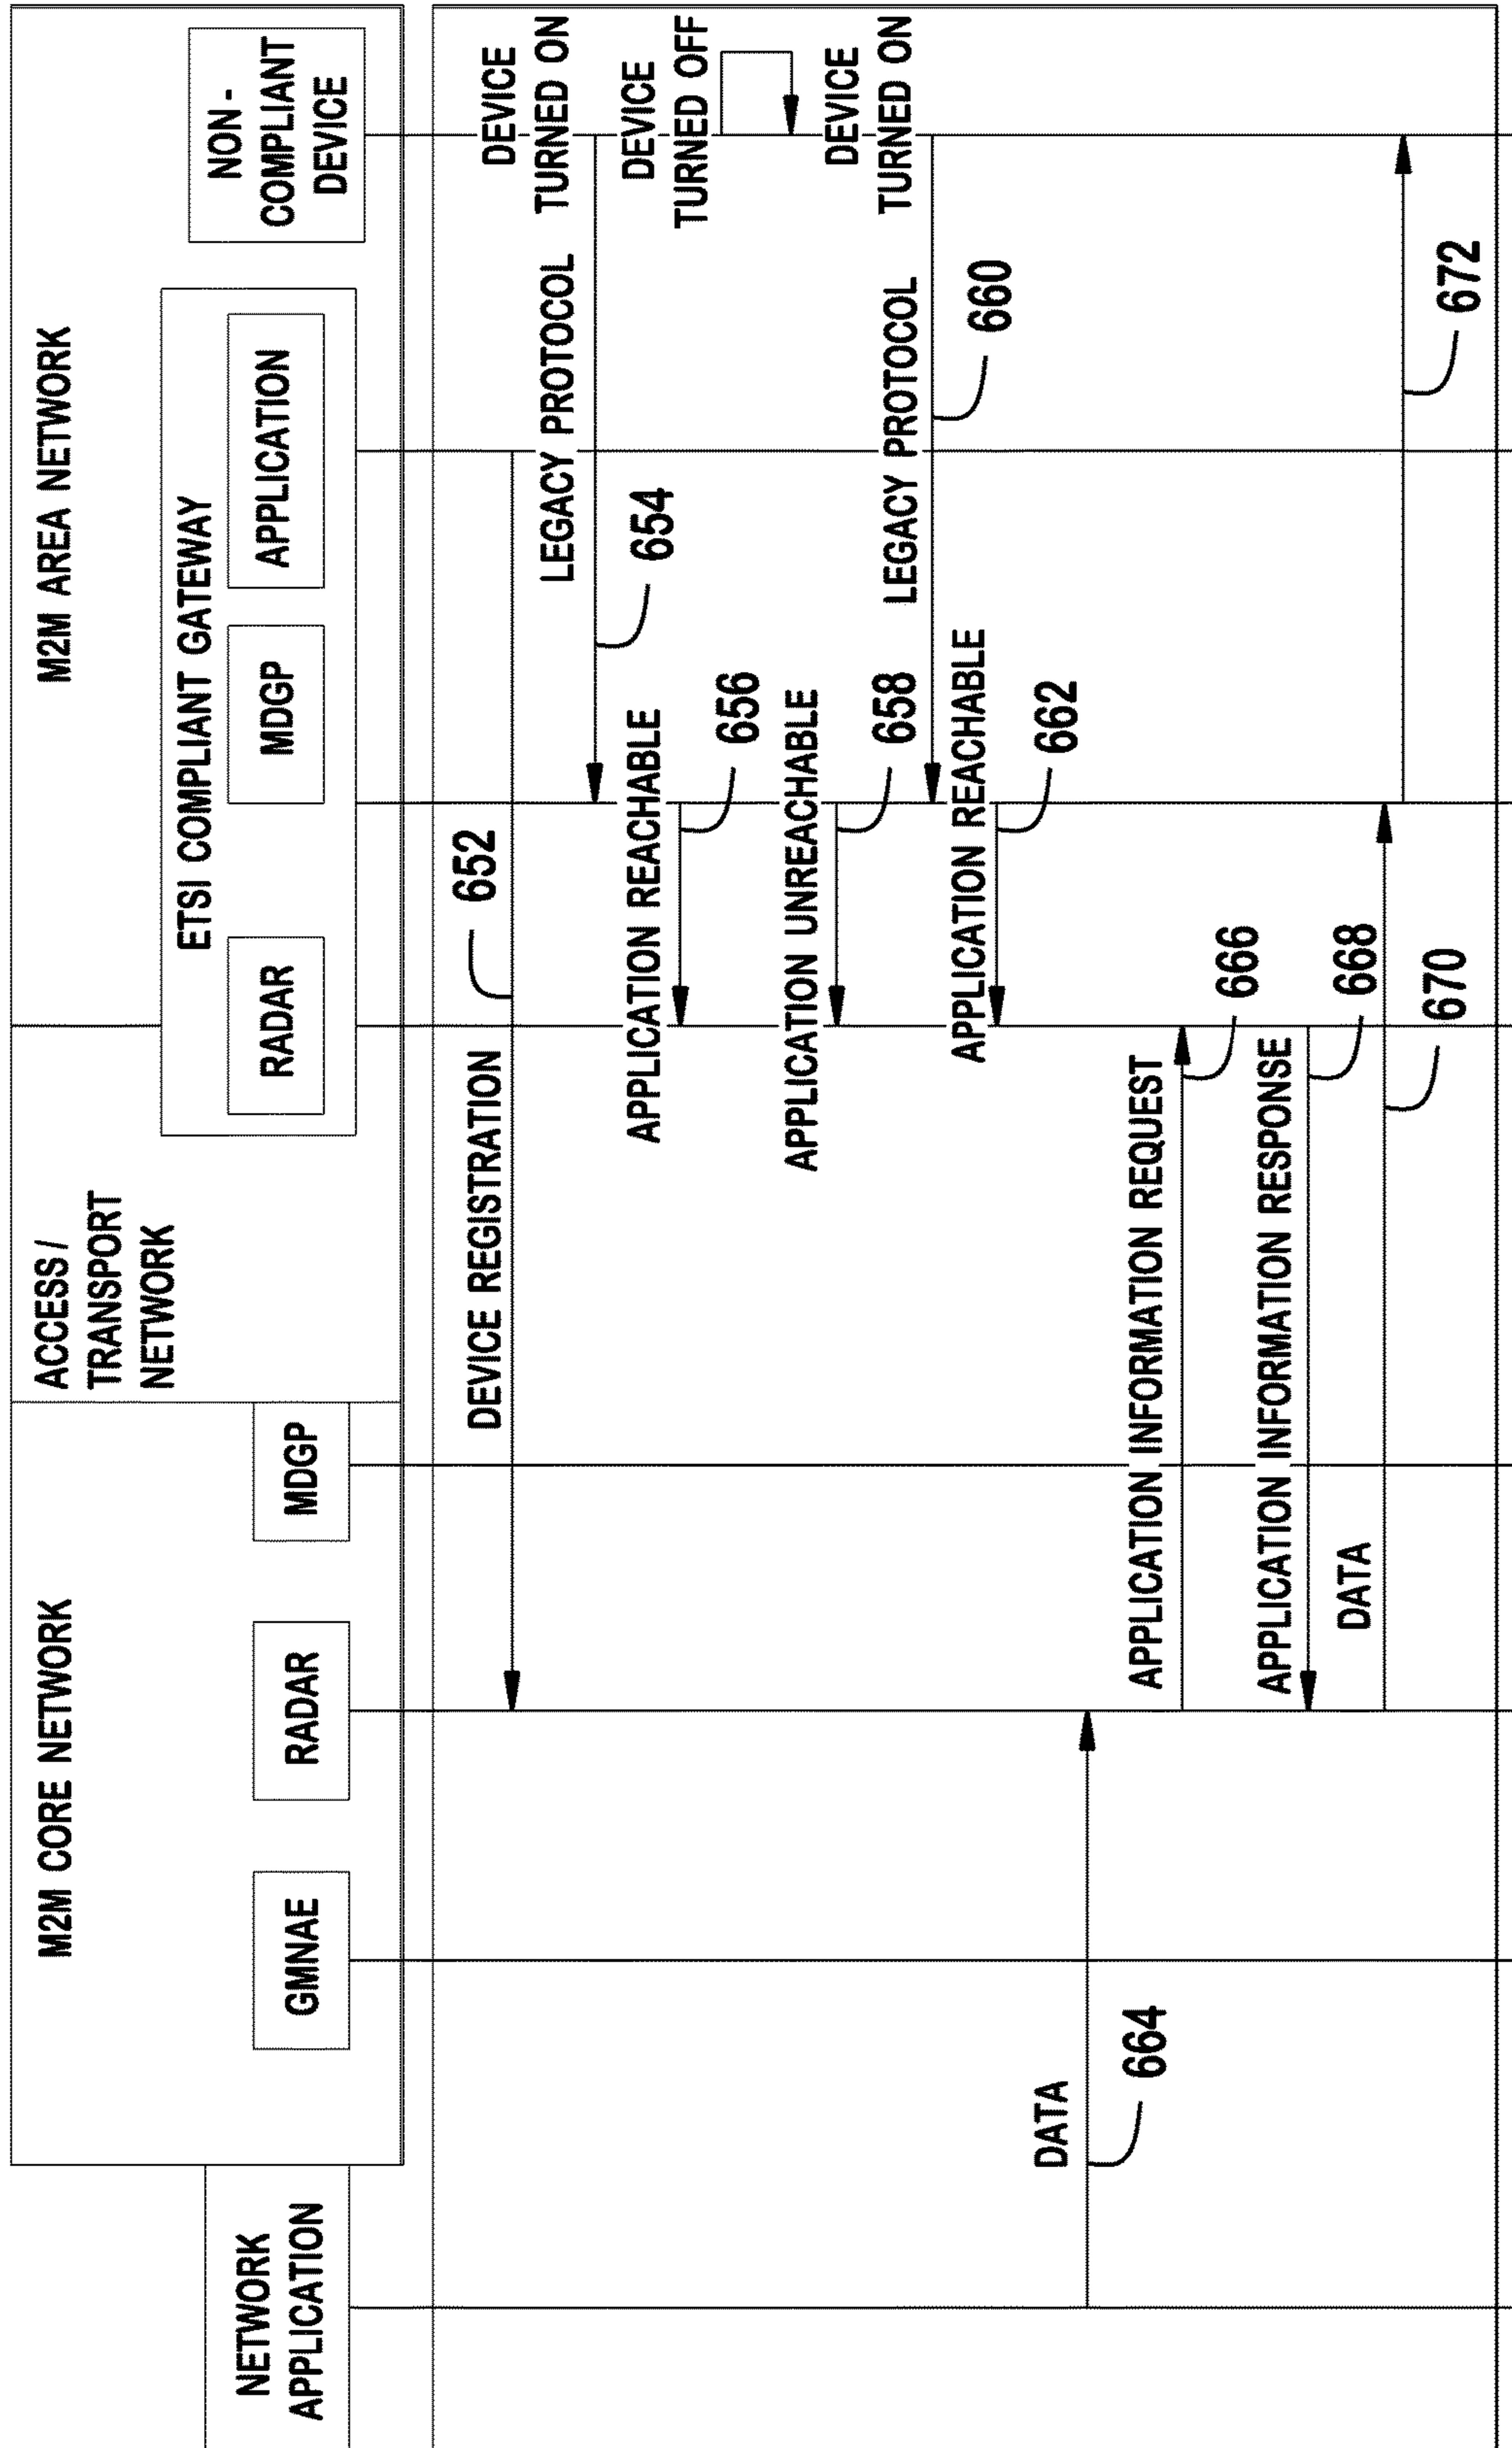 M2M CORE NETWORK
ACCESS/
TRANSPORT
NETWORK
M2M AREA NETWORK
NETWORK
APPLICATION
GMNAE
RADAR
MDGP
ETSI COMPLIANT GATEWAY
RADAR
MDGP
APPLICATION
NON-
COMPLIANT
DEVICE
DEVICE REGISTRATION
652
DEVICE
TURNED ON
LEGACY PROTOCOL
654
DEVICE
TURNED OFF
APPLICATION REACHABLE
656
APPLICATION UNREACHABLE
658
DEVICE
TURNED ON
LEGACY PROTOCOL
660
APPLICATION REACHABLE
662
DATA
664
APPLICATION INFORMATION REQUEST
666
APPLICATION INFORMATION RESPONSE
668
DATA
670
672